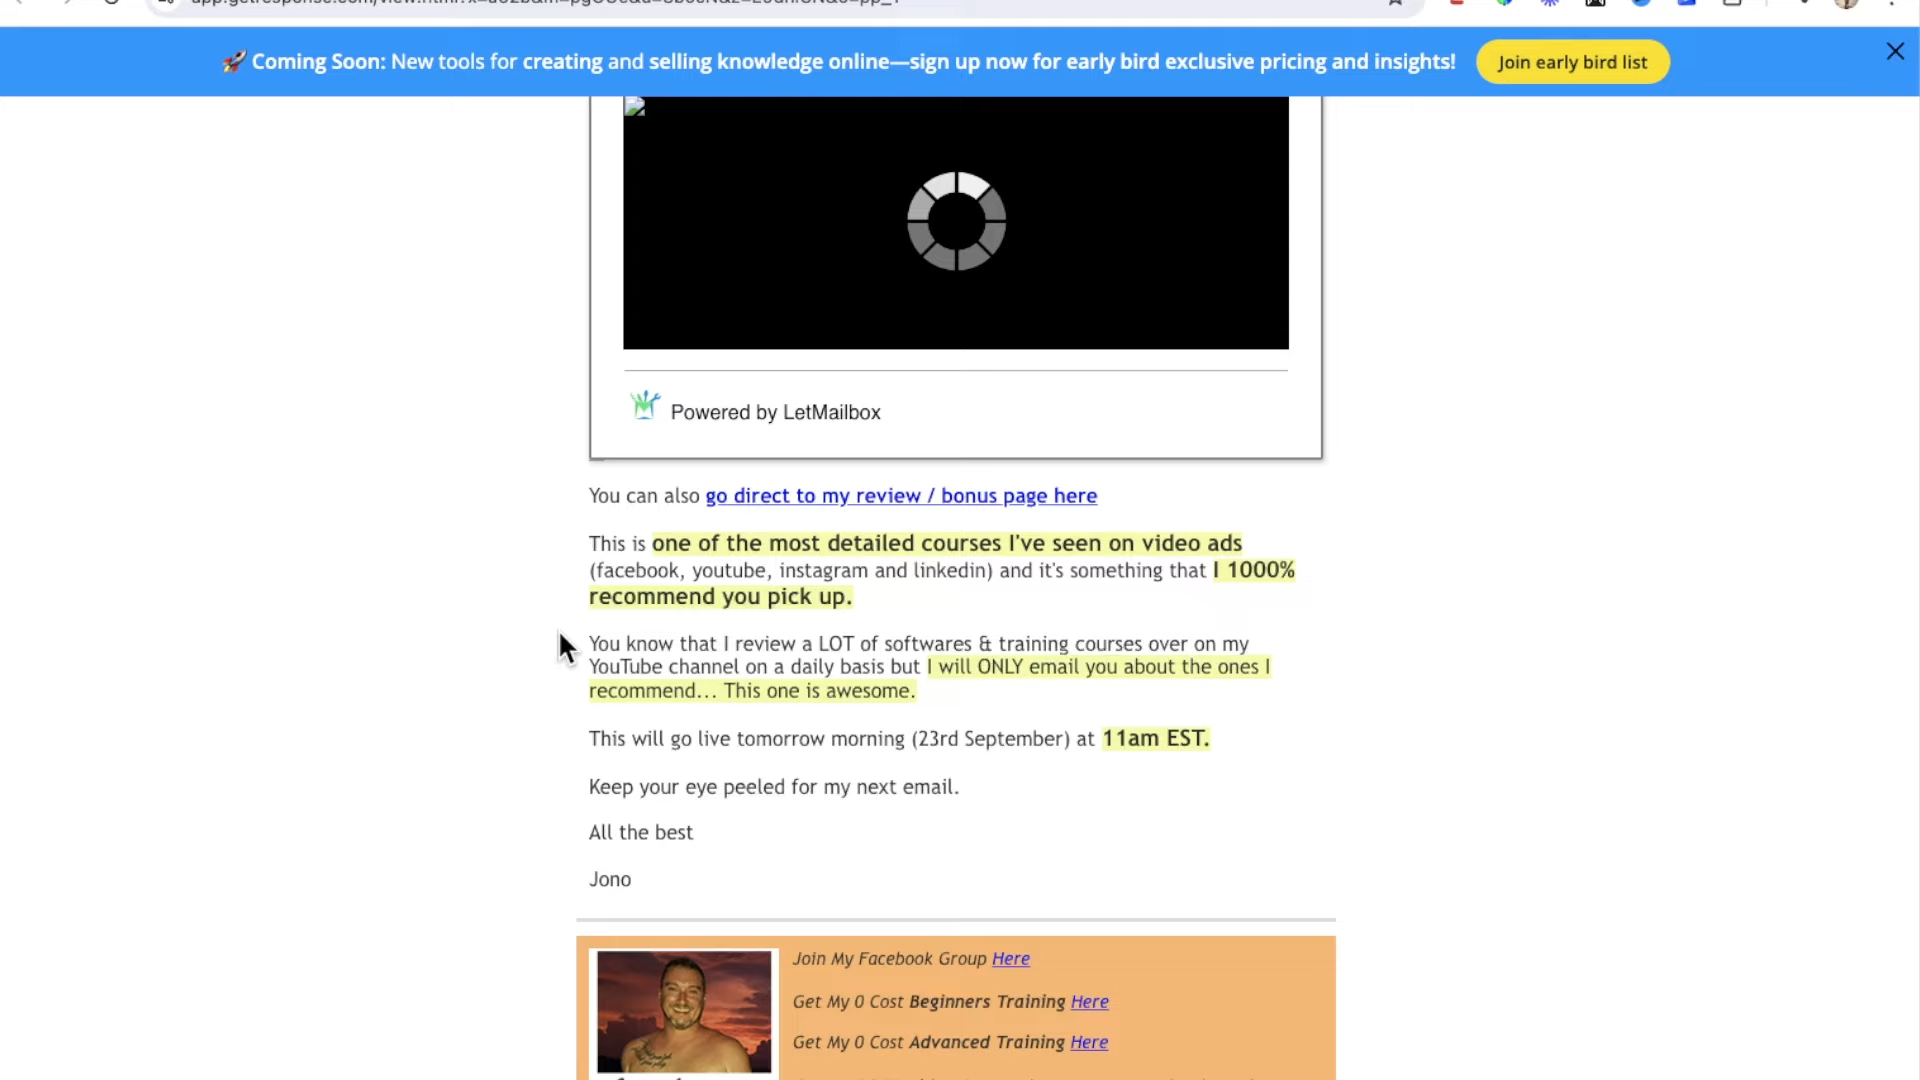 🚀 Coming Soon: New tools for creating and selling knowledge online—sign up now for early bird exclusive pricing and insights!
Join early bird list
Powered by LetMailbox
You can also go direct to my review / bonus page here
This is one of the most detailed courses I've seen on video ads
(facebook, youtube, instagram and linkedin) and it's something that I 1000%
recommend you pick up.
You know that I review a LOT of softwares & training courses over on my
YouTube channel on a daily basis but I will ONLY email you about the ones I
recommend... This one is awesome.
This will go live tomorrow morning (23rd September) at 11am EST.
Keep your eye peeled for my next email.
All the best
Jono
Join My Facebook Group Here
Get My 0 Cost Beginners Training Here
Get My 0 Cost Advanced Training Here